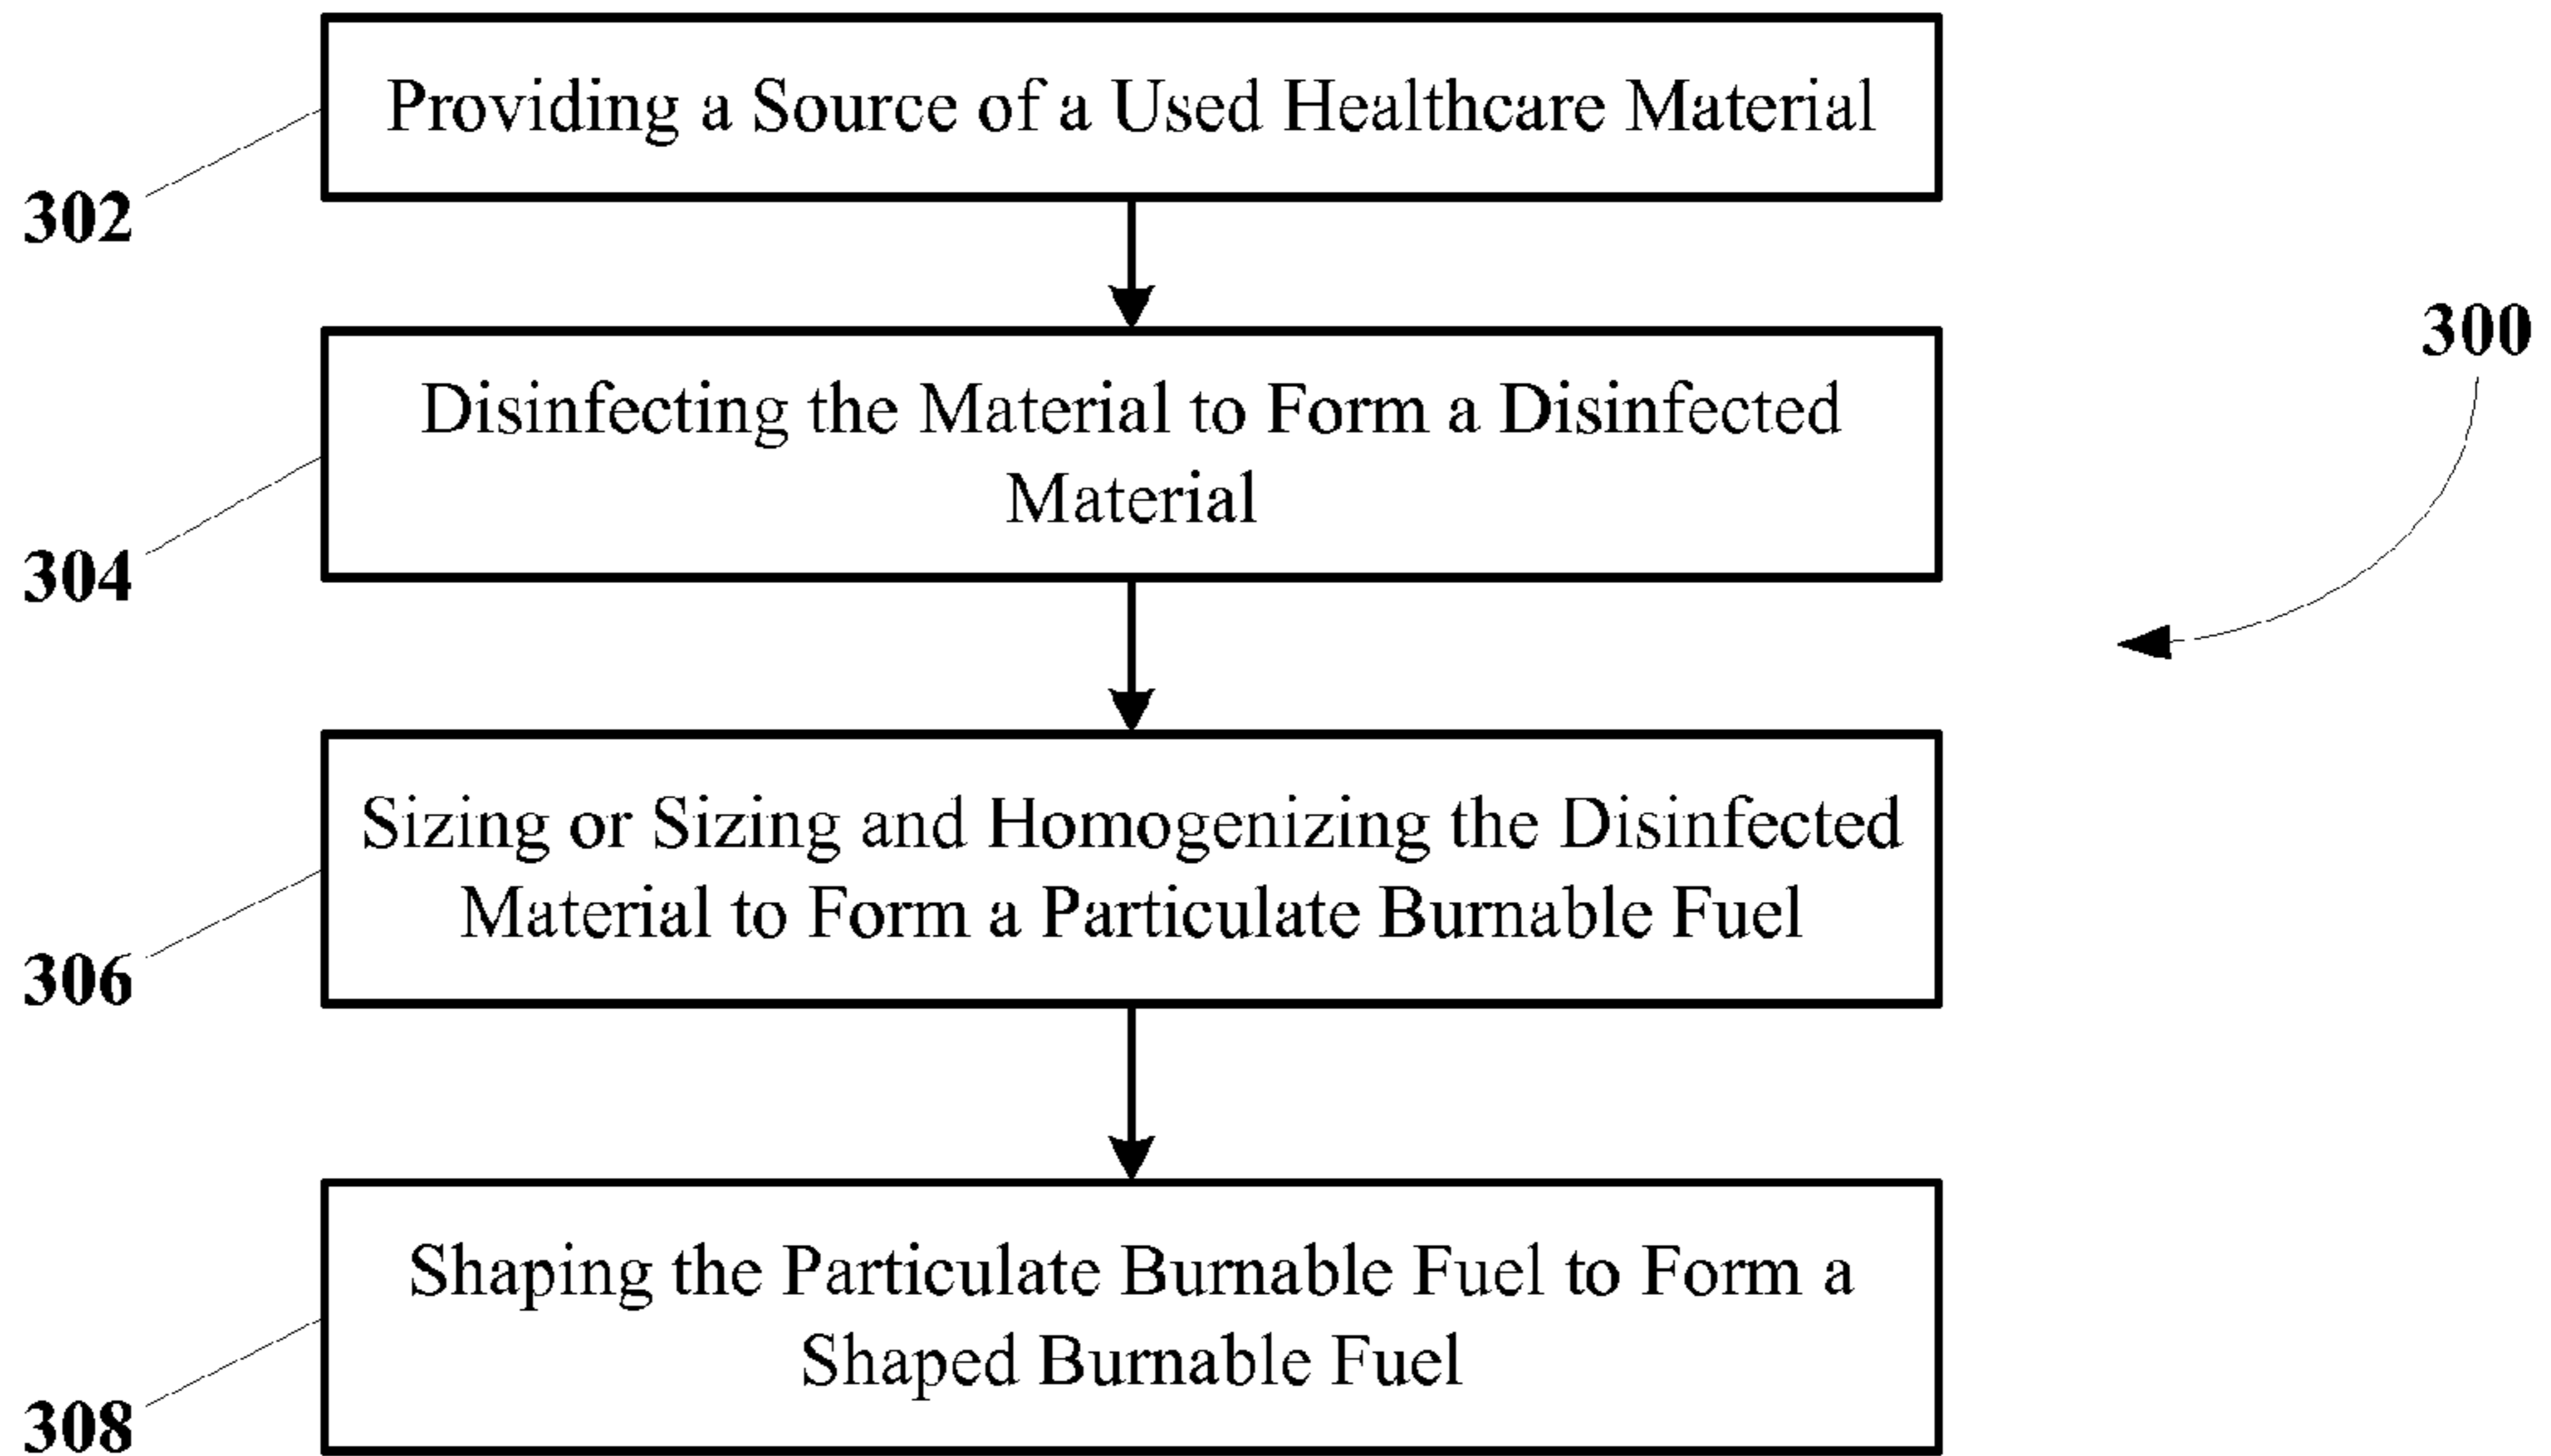 Providing a Source of a Used Healthcare Material
302
300
Disinfecting the Material to Form a Disinfected
Material
304
Sizing or Sizing and Homogenizing the Disinfected
Material to Form a Particulate Burnable Fuel
306
Shaping the Particulate Burnable Fuel to Form a
Shaped Burnable Fuel
308